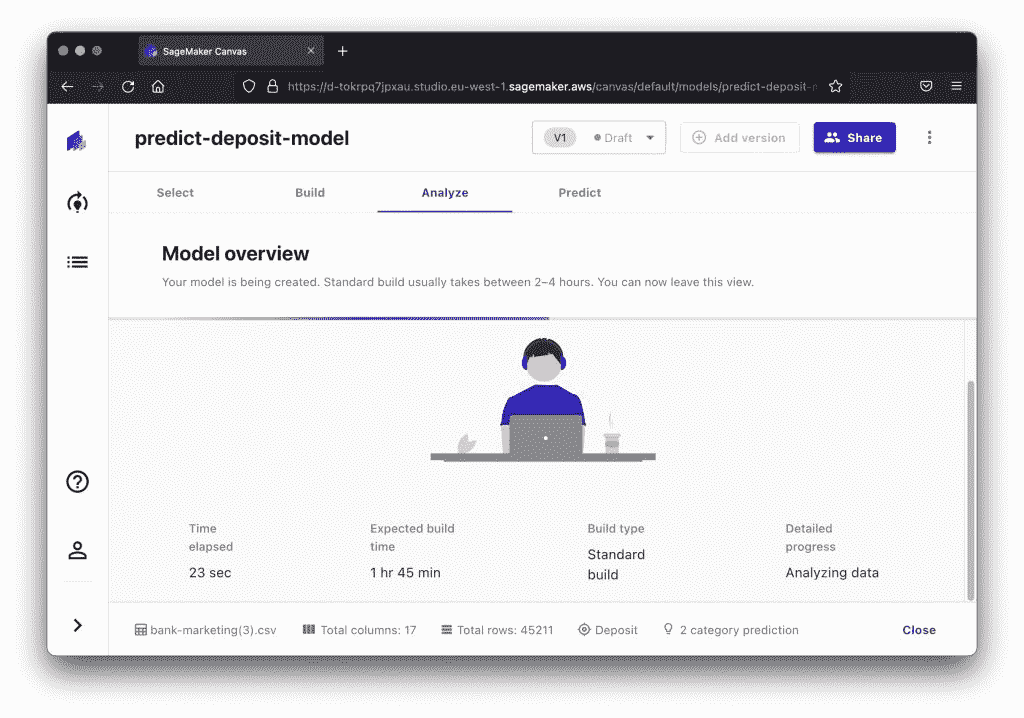 SageMaker Canvas
https://d-tokrpq7jpxau.studio.eu-west-1.sagemaker.aws/canvas/default/models/predict-deposit-
predict-deposit-model
V1 Draft Add version Share
Select Build Analyze Predict
Model overview
Your model is being created. Standard build usually takes between 2–4 hours. You can now leave this view.
Time elapsed
23 sec
Expected build time
1 hr 45 min
Build type
Standard build
Detailed progress
Analyzing data
bank-marketing(3).csv Total columns: 17 Total rows: 45211 Deposit 2 category prediction Close